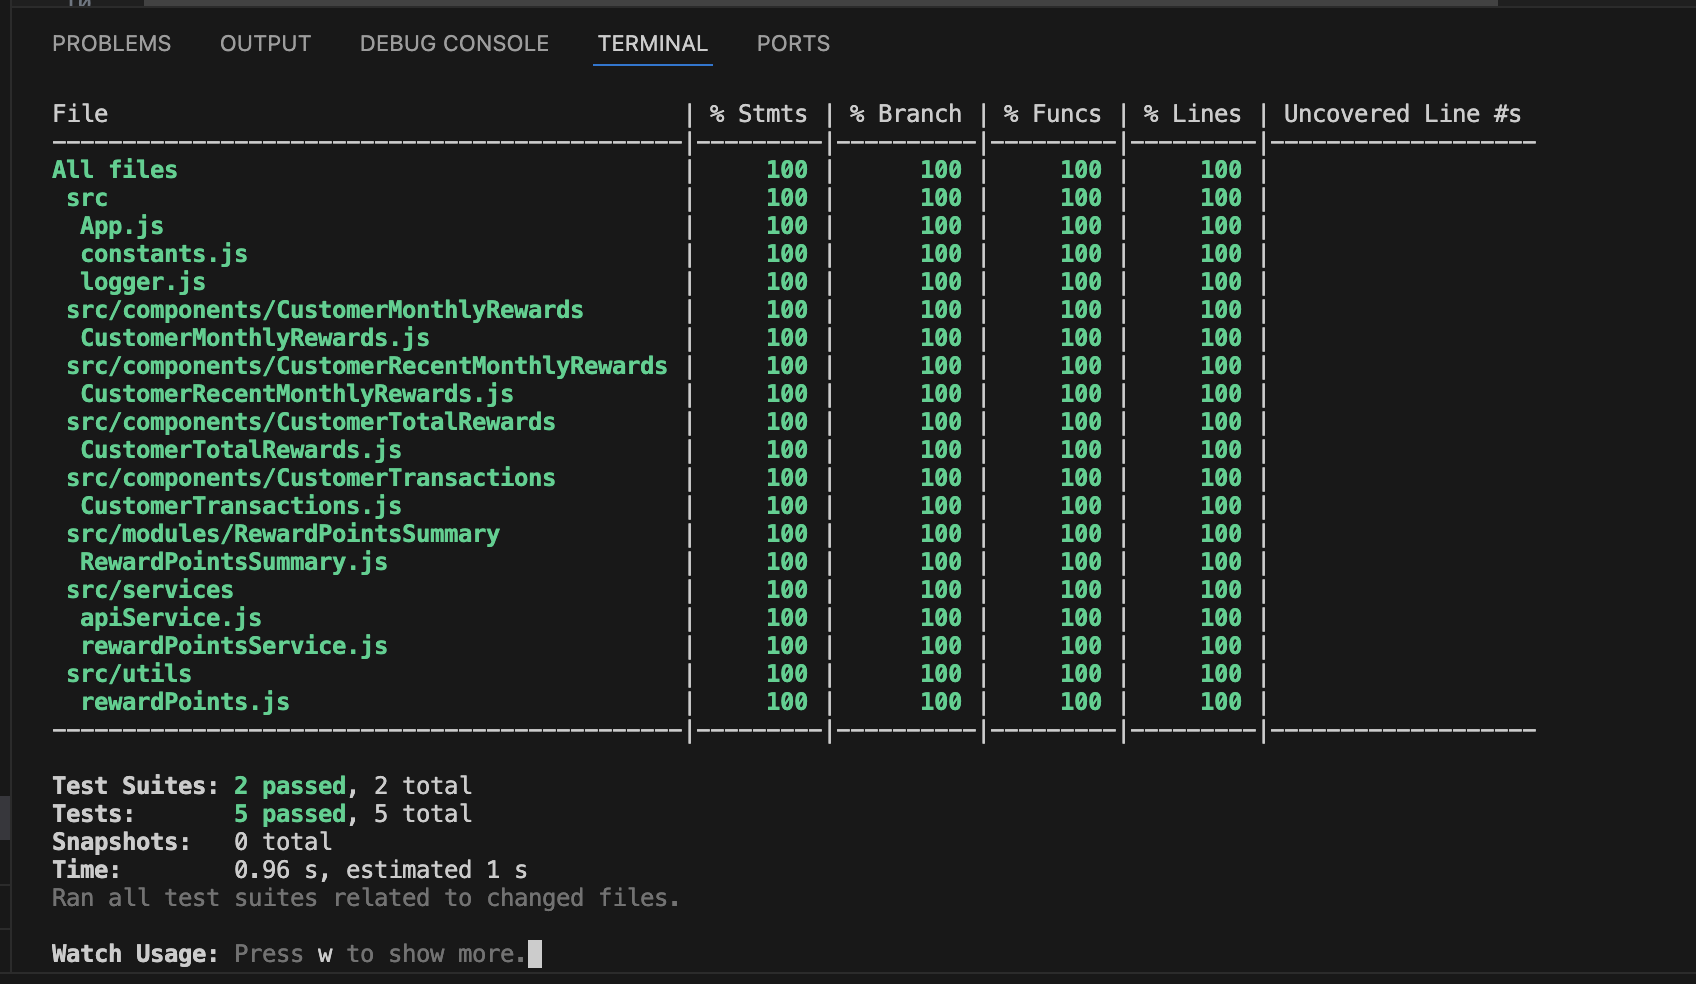 PROBLEMS OUTPUT DEBUG CONSOLE TERMINAL PORTS
File | % Stmts | % Branch | % Funcs | % Lines | Uncovered Line #s
All files | 100 | 100 | 100 | 100 |
src | 100 | 100 | 100 | 100 |
App.js | 100 | 100 | 100 | 100 |
constants.js | 100 | 100 | 100 | 100 |
logger.js | 100 | 100 | 100 | 100 |
src/components/CustomerMonthlyRewards | 100 | 100 | 100 | 100 |
CustomerMonthlyRewards.js | 100 | 100 | 100 | 100 |
src/components/CustomerRecentMonthlyRewards | 100 | 100 | 100 | 100 |
CustomerRecentMonthlyRewards.js | 100 | 100 | 100 | 100 |
src/components/CustomerTotalRewards | 100 | 100 | 100 | 100 |
CustomerTotalRewards.js | 100 | 100 | 100 | 100 |
src/components/CustomerTransactions | 100 | 100 | 100 | 100 |
CustomerTransactions.js | 100 | 100 | 100 | 100 |
src/modules/RewardPointsSummary | 100 | 100 | 100 | 100 |
RewardPointsSummary.js | 100 | 100 | 100 | 100 |
src/services | 100 | 100 | 100 | 100 |
apiService.js | 100 | 100 | 100 | 100 |
rewardPointsService.js | 100 | 100 | 100 | 100 |
src/utils | 100 | 100 | 100 | 100 |
rewardPoints.js | 100 | 100 | 100 | 100 |
Test Suites: 2 passed, 2 total
Tests: 5 passed, 5 total
Snapshots: 0 total
Time: 0.96 s, estimated 1 s
Ran all test suites related to changed files.
Watch Usage: Press w to show more.